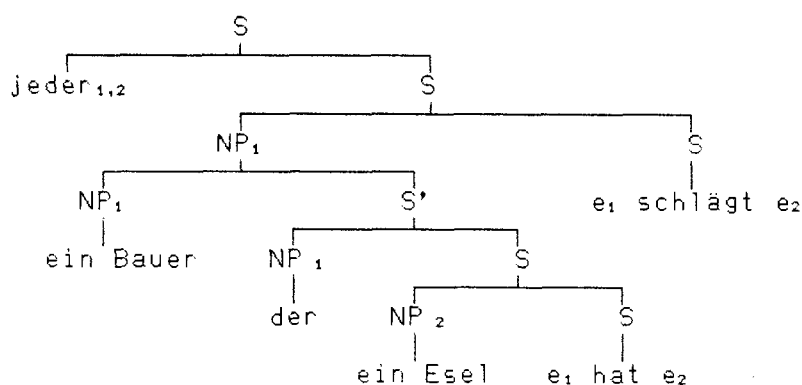 S
jeder₁,₂ S
NP₁ S
NP₁ S' e₁ schlägt e₂
ein Bauer NP₁ S
der NP₂ S
ein Esel e₁ hat e₂